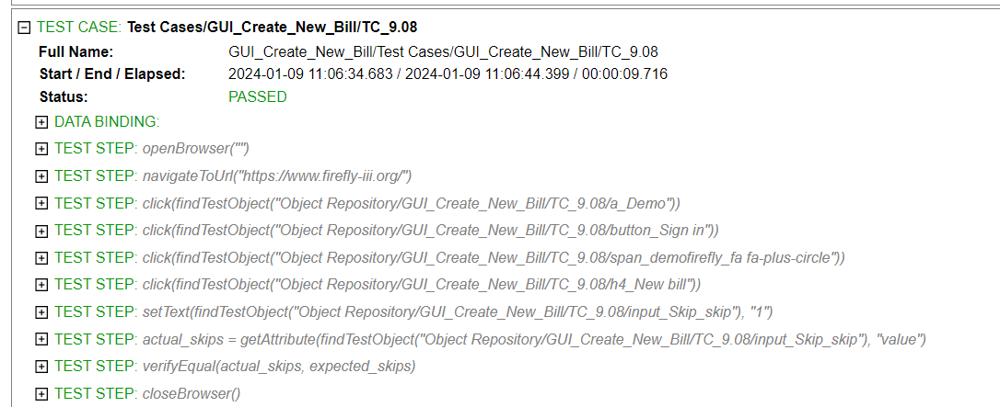 TEST CASE: Test Cases/GUI_Create_New_Bill/TC_9.08
Full Name: GUI_Create_New_Bill/Test Cases/GUI_Create_New_Bill/TC_9.08
Start / End / Elapsed: 2024-01-09 11:06:34.683 / 2024-01-09 11:06:44.399 / 00:00:09.716
Status: PASSED
DATA BINDING:
TEST STEP: openBrowser("")
TEST STEP: navigateToUrl("https://www.firefly-iii.org/")
TEST STEP: click(findTestObject("Object Repository/GUI_Create_New_Bill/TC_9.08/a_Demo"))
TEST STEP: click(findTestObject("Object Repository/GUI_Create_New_Bill/TC_9.08/button_Sign in"))
TEST STEP: click(findTestObject("Object Repository/GUI_Create_New_Bill/TC_9.08/span_demofirefly_fa fa-plus-circle"))
TEST STEP: click(findTestObject("Object Repository/GUI_Create_New_Bill/TC_9.08/h4_New bill"))
TEST STEP: setText(findTestObject("Object Repository/GUI_Create_New_Bill/TC_9.08/input_Skip_skip"), "1")
TEST STEP: actual_skips = getAttribute(findTestObject("Object Repository/GUI_Create_New_Bill/TC_9.08/input_Skip_skip"), "value")
TEST STEP: verifyEqual(actual_skips, expected_skips)
TEST STEP: closeBrowser()